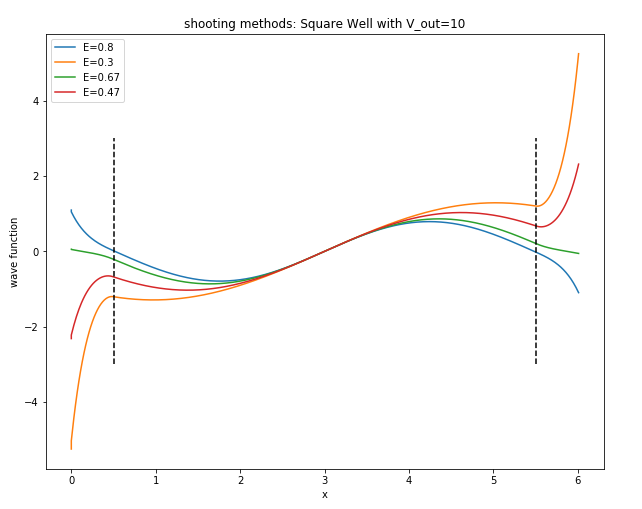 shooting methods: Square Well with V_out=10
E=0.8
E=0.3
E=0.67
E=0.47
wave function
4
2
0
−2
−4
0 1 2 3 4 5 6
x